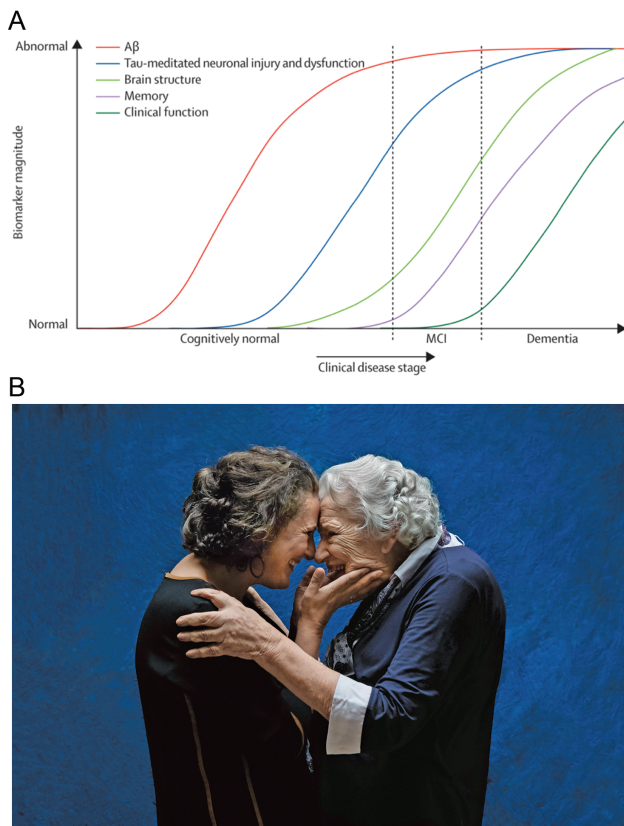 A
Abnormal
Aβ
Tau-meditated neuronal injury and dysfunction
Brain structure
Memory
Clinical function
Biomarker magnitude
Normal
Cognitively normal
MCI
Dementia
Clinical disease stage
B